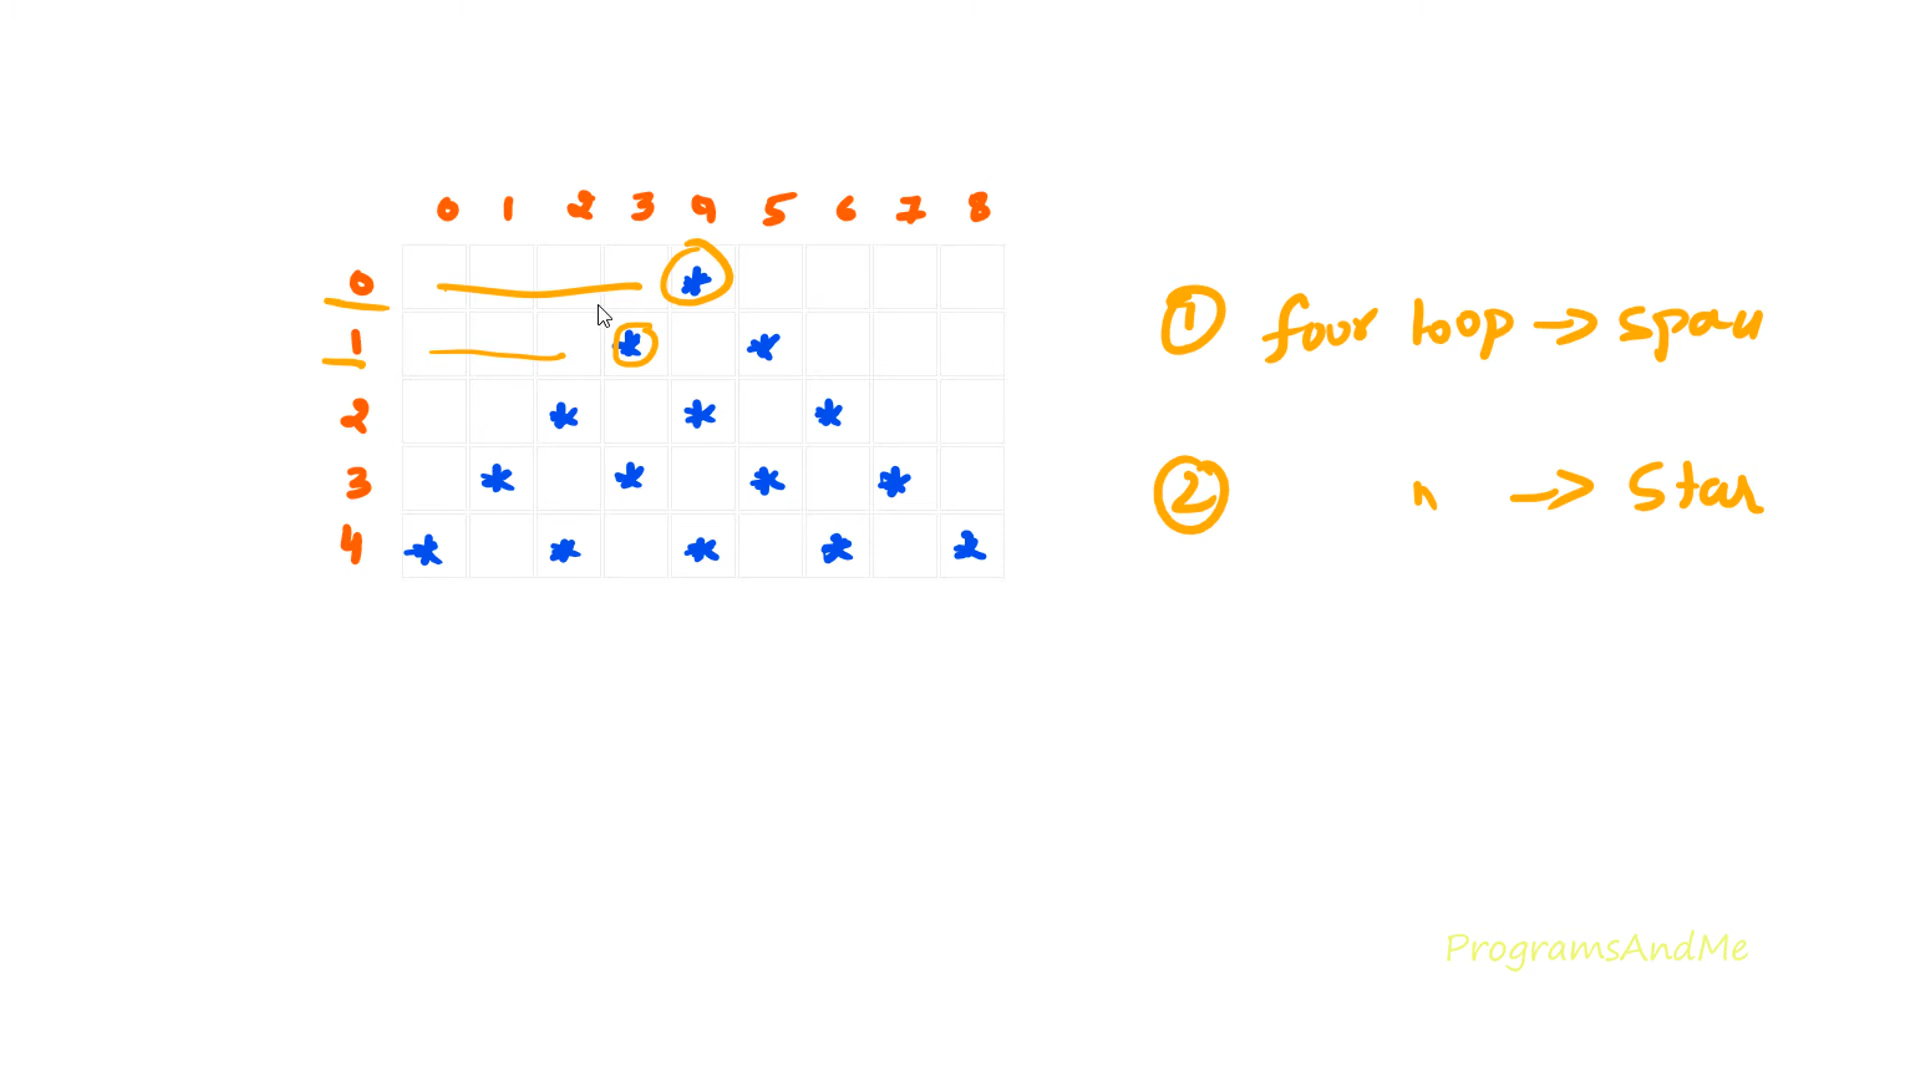 0 1 2 3 4 5 6 7 8
0 *
1 * *
2 * * *
3 * * * *
4 * * * * *
① four loop → space
② n → Star
ProgramsAndMe